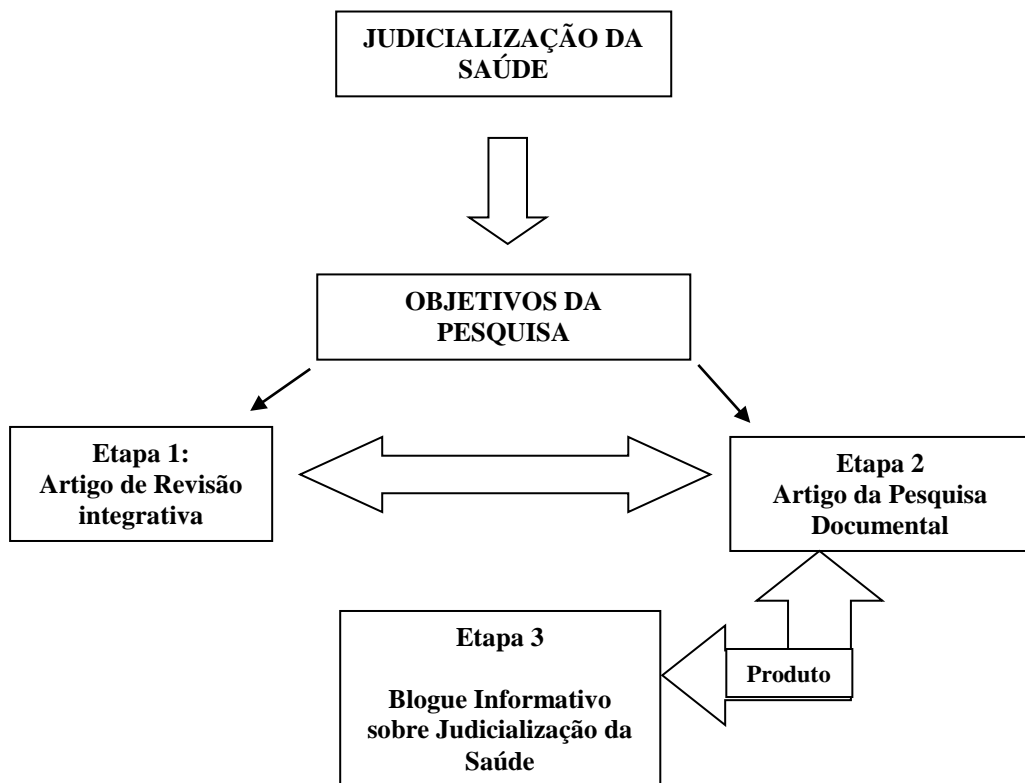 JUDICIALIZAÇÃO DA
SAÚDE
OBJETIVOS DA
PESQUISA
Etapa 1:
Artigo de Revisão
integrativa
Etapa 2
Artigo da Pesquisa
Documental
Etapa 3
Blogue Informativo
sobre Judicialização da
Saúde
Produto